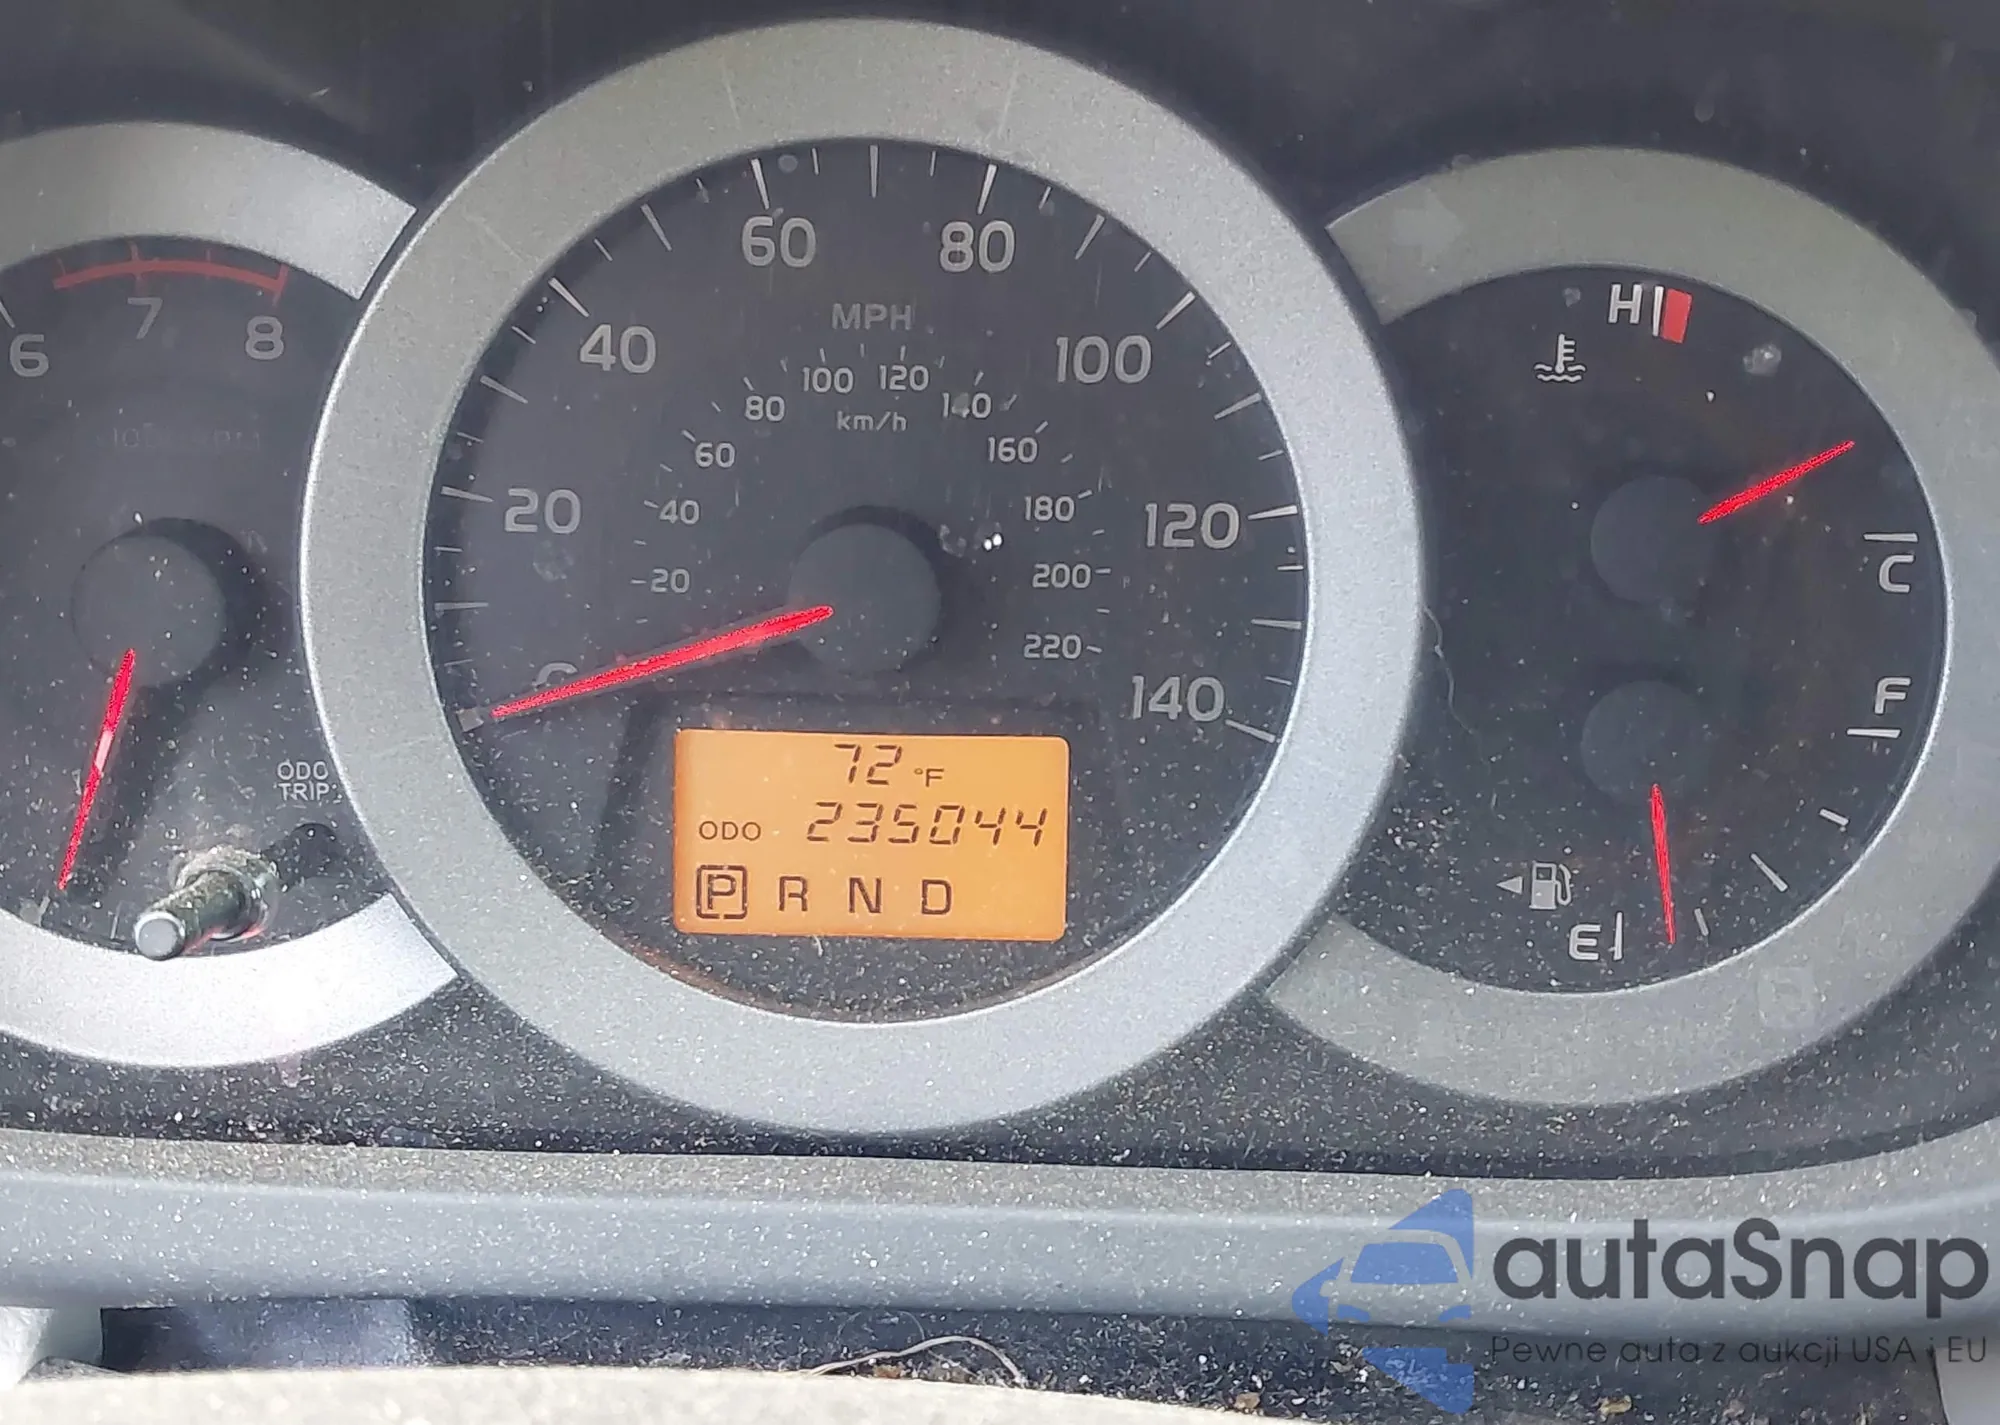 6 7 8
ODO
TRIP
0 20 40 60 80 100 120 140
MPH
20 40 60 80 100 120 140 160 180 200 220
km/h
72 °F
ODO 235044
P R N D
H
C
F
E
autaSnap
Pewne auta z aukcji USA i EU